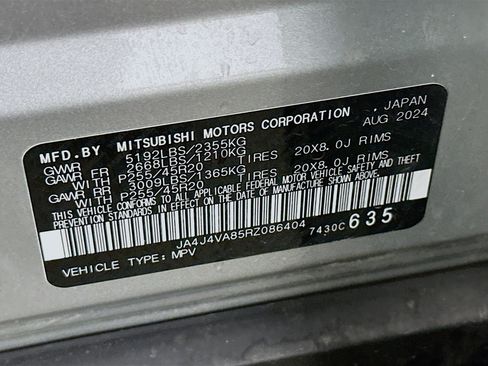 MFD.BY MITSUBISHI MOTORS CORPORATION . JAPAN
GVWR 5192LBS/2355KG AUG 2024
GAWR FR 2668LBS/1210KG
WITH P255/45R20 TIRES 20X8.0J RIMS
GAWR RR 3009LBS/1365KG
WITH P255/45R20 TIRES 20X8.0J RIMS
THIS VEHICLE CONFORMS TO ALL APPLICABLE FEDERAL MOTOR VEHICLE SAFETY, BUMPER, AND THEFT
PREVENTION STANDARDS IN EFFECT ON THE DATE OF MANUFACTURE SHOWN ABOVE.
JA4J4VA85RZ086404 7430C 635
VEHICLE TYPE: MPV